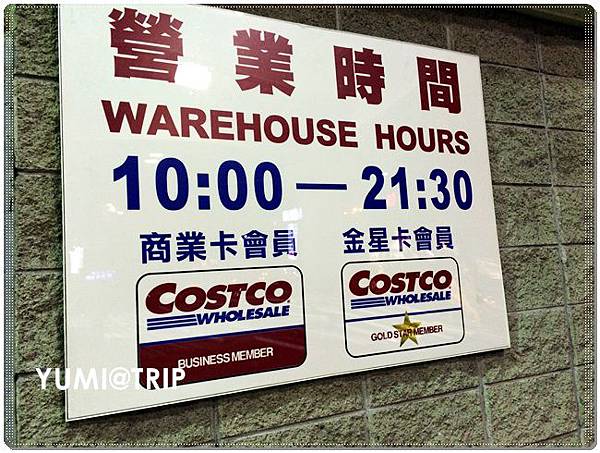 營業時間
WAREHOUSE HOURS
10:00 — 21:30
商業卡會員 金星卡會員
COSTCO WHOLESALE
BUSINESS MEMBER
COSTCO WHOLESALE
GOLD STAR MEMBER
YUMI@TRIP